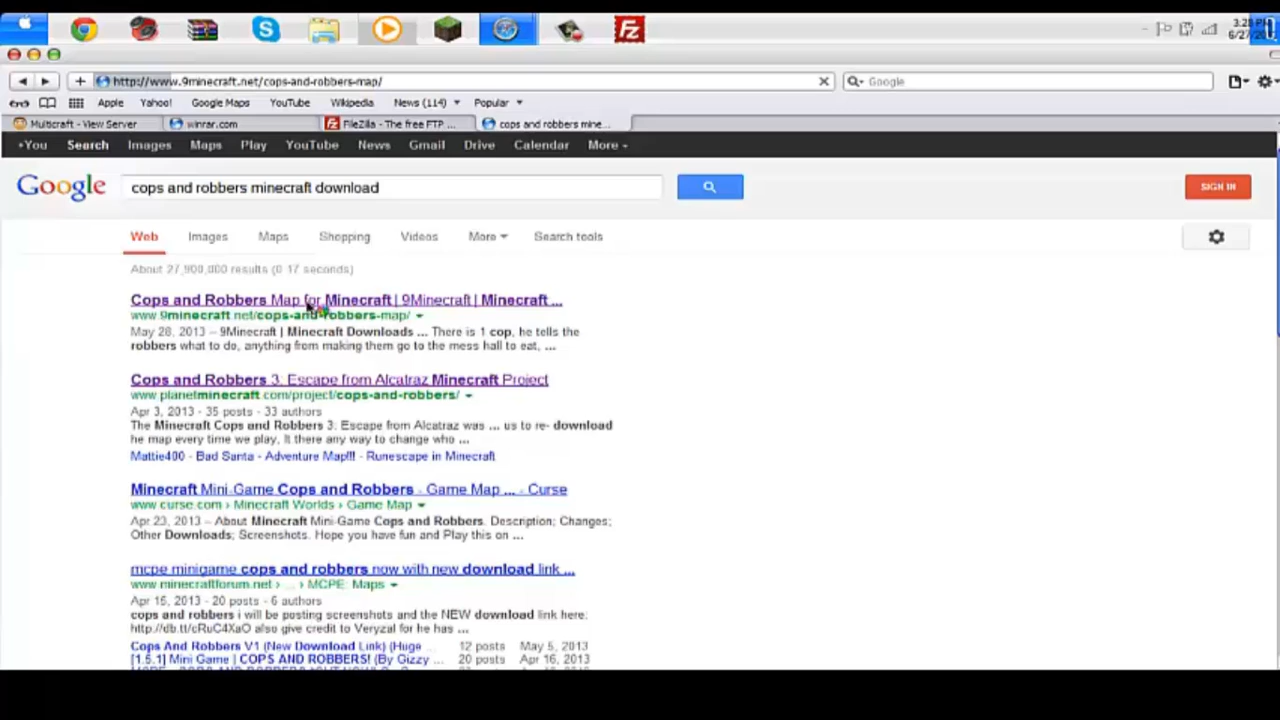 3:28 PM
6/27/
http://www.9minecraft.net/cops-and-robbers-map/
Google
Apple Yahoo! Google Maps YouTube Wikipedia News (114) Popular
Multicraft - View Server winrar.com FileZilla - The free FTP ... cops and robbers mine...
+You Search Images Maps Play YouTube News Gmail Drive Calendar More
Google cops and robbers minecraft download SIGN IN
Web Images Maps Shopping Videos More Search tools
About 27,900,000 results (0.17 seconds)
Cops and Robbers Map for Minecraft | 9Minecraft | Minecraft ...
www.9minecraft.net/cops-and-robbers-map/
May 28, 2013 – 9Minecraft | Minecraft Downloads ... There is 1 cop, he tells the
robbers what to do, anything from making them go to the mess hall to eat, ...
Cops and Robbers 3: Escape from Alcatraz Minecraft Project
www.planetminecraft.com/project/cops-and-robbers/
Apr 3, 2013 - 35 posts - 33 authors
The Minecraft Cops and Robbers 3: Escape from Alcatraz was ... us to re- download
he map every time we play. It there any way to change who ...
Mattie400 - Bad Santa - Adventure Map!!! - Runescape in Minecraft
Minecraft Mini-Game Cops and Robbers - Game Map ... - Curse
www.curse.com › Minecraft Worlds › Game Map
Apr 23, 2013 – About Minecraft Mini-Game Cops and Robbers. Description; Changes;
Other Downloads; Screenshots. Hope you have fun and Play this on ...
mcpe minigame cops and robbers now with new download link ...
www.minecraftforum.net › ... › MCPE: Maps
Apr 15, 2013 - 20 posts - 6 authors
cops and robbers i will be posting screenshots and the NEW download link here:
http://db.tt/cRuC4XaO also give credit to Veryzal for he has ...
Cops And Robbers V1 (New Download Link) (Huge ... 12 posts May 5, 2013
[1.5.1] Mini Game | COPS AND ROBBERS! (By Gizzy ... 20 posts Apr 16, 2013